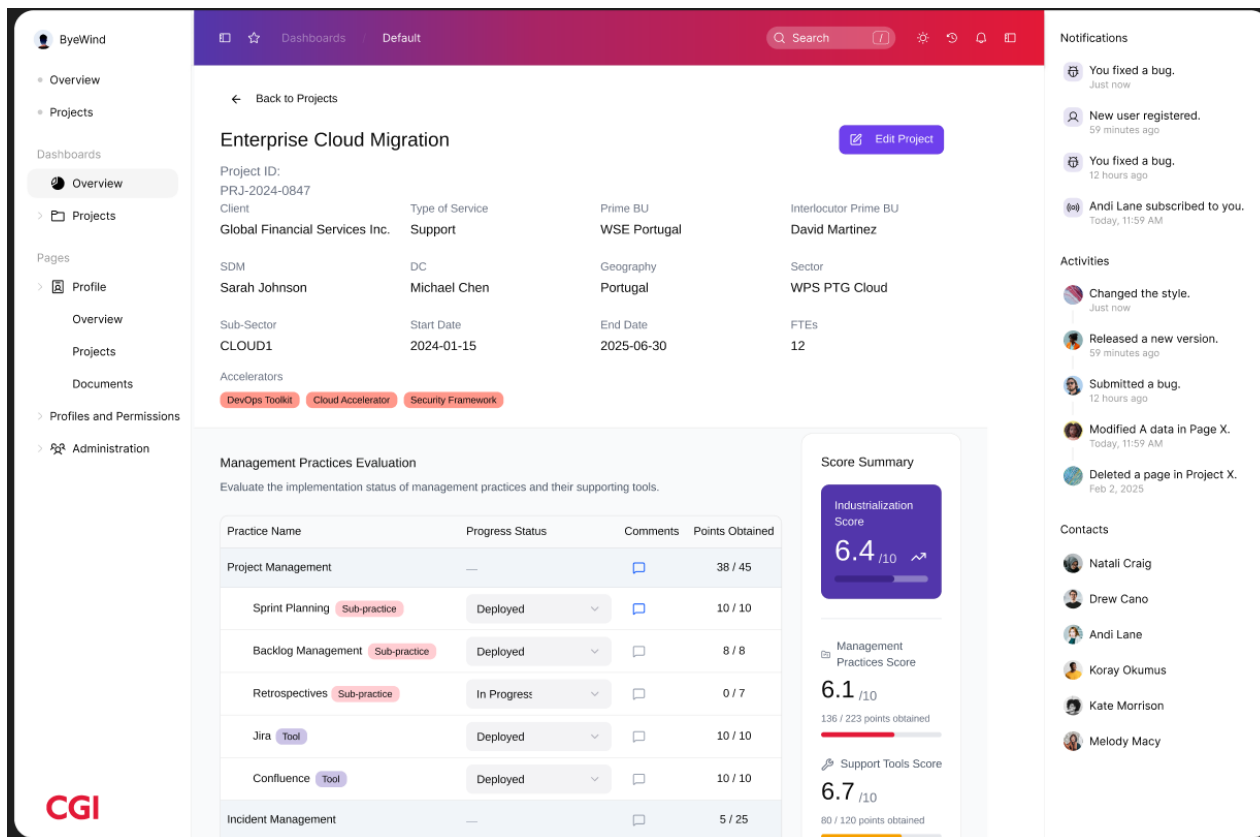 ByeWind
Overview
Projects
Dashboards
Overview
Projects
Pages
Profile
Overview
Projects
Documents
Profiles and Permissions
Administration
CGI
Dashboards / Default
Search /
Back to Projects
Enterprise Cloud Migration
Edit Project
Project ID:
PRJ-2024-0847
Client Type of Service Prime BU Interlocutor Prime BU
Global Financial Services Inc. Support WSE Portugal David Martinez
SDM DC Geography Sector
Sarah Johnson Michael Chen Portugal WPS PTG Cloud
Sub-Sector Start Date End Date FTEs
CLOUD1 2024-01-15 2025-06-30 12
Accelerators
DevOps Toolkit Cloud Accelerator Security Framework
Management Practices Evaluation
Evaluate the implementation status of management practices and their supporting tools.
Practice Name Progress Status Comments Points Obtained
Project Management — 38 / 45
Sprint Planning Sub-practice Deployed 10 / 10
Backlog Management Sub-practice Deployed 8 / 8
Retrospectives Sub-practice In Progress 0 / 7
Jira Tool Deployed 10 / 10
Confluence Tool Deployed 10 / 10
Incident Management — 5 / 25
Score Summary
Industrialization
Score
6.4 /10
Management
Practices Score
6.1 /10
136 / 223 points obtained
Support Tools Score
6.7 /10
80 / 120 points obtained
Notifications
You fixed a bug.
Just now
New user registered.
59 minutes ago
You fixed a bug.
12 hours ago
Andi Lane subscribed to you.
Today, 11:59 AM
Activities
Changed the style.
Just now
Released a new version.
59 minutes ago
Submitted a bug.
12 hours ago
Modified A data in Page X.
Today, 11:59 AM
Deleted a page in Project X.
Feb 2, 2025
Contacts
Natali Craig
Drew Cano
Andi Lane
Koray Okumus
Kate Morrison
Melody Macy